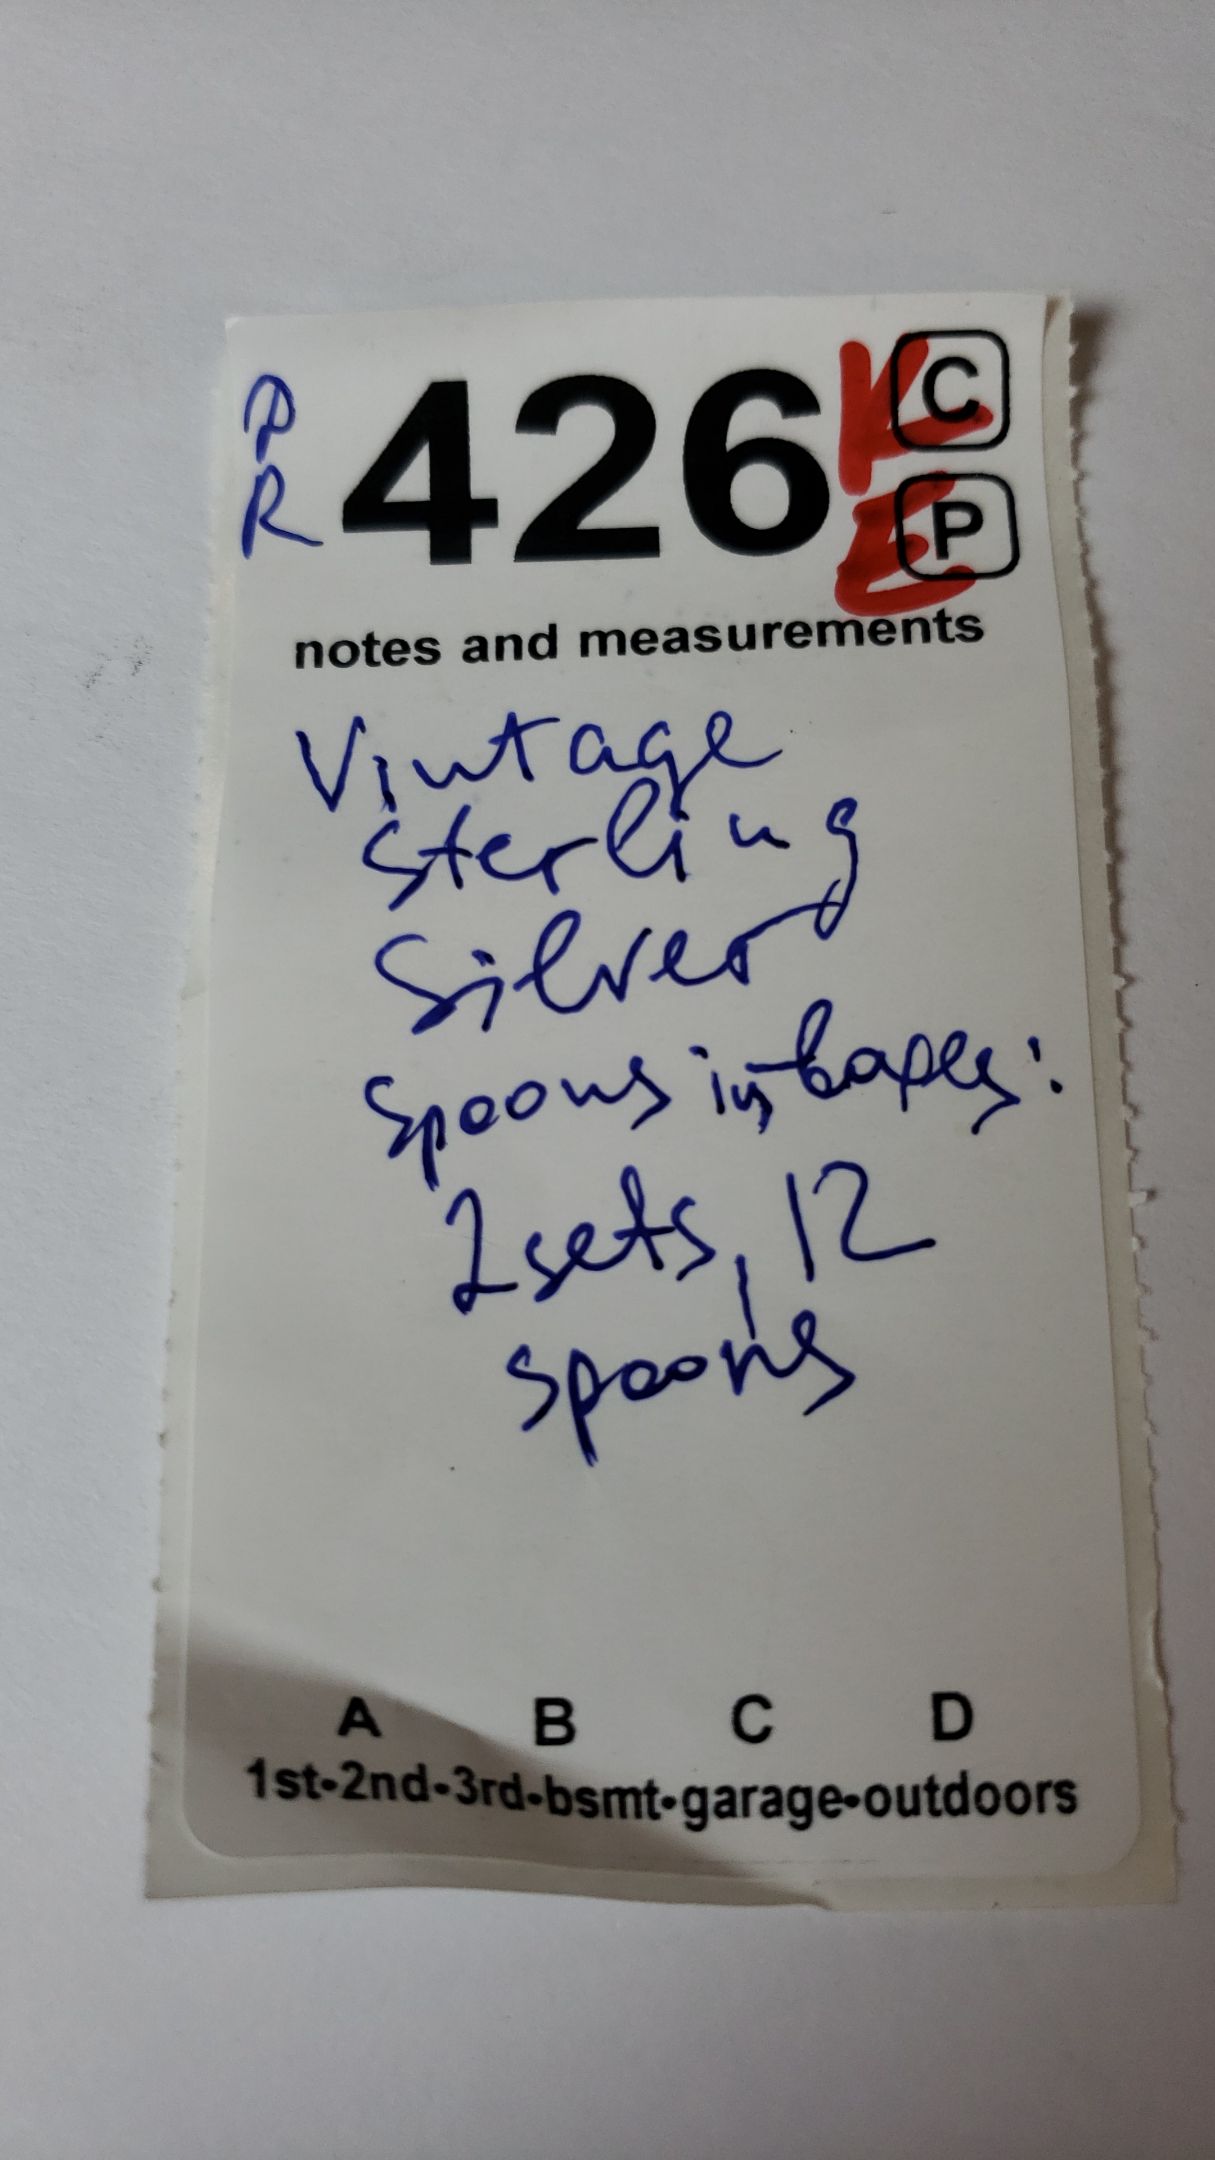 P 426 K C
R E P
notes and measurements
Vintage
Sterling
Silver
Spoons in boxes:
2 sets, 12
spoons
A B C D
1st•2nd•3rd•bsmt•garage•outdoors